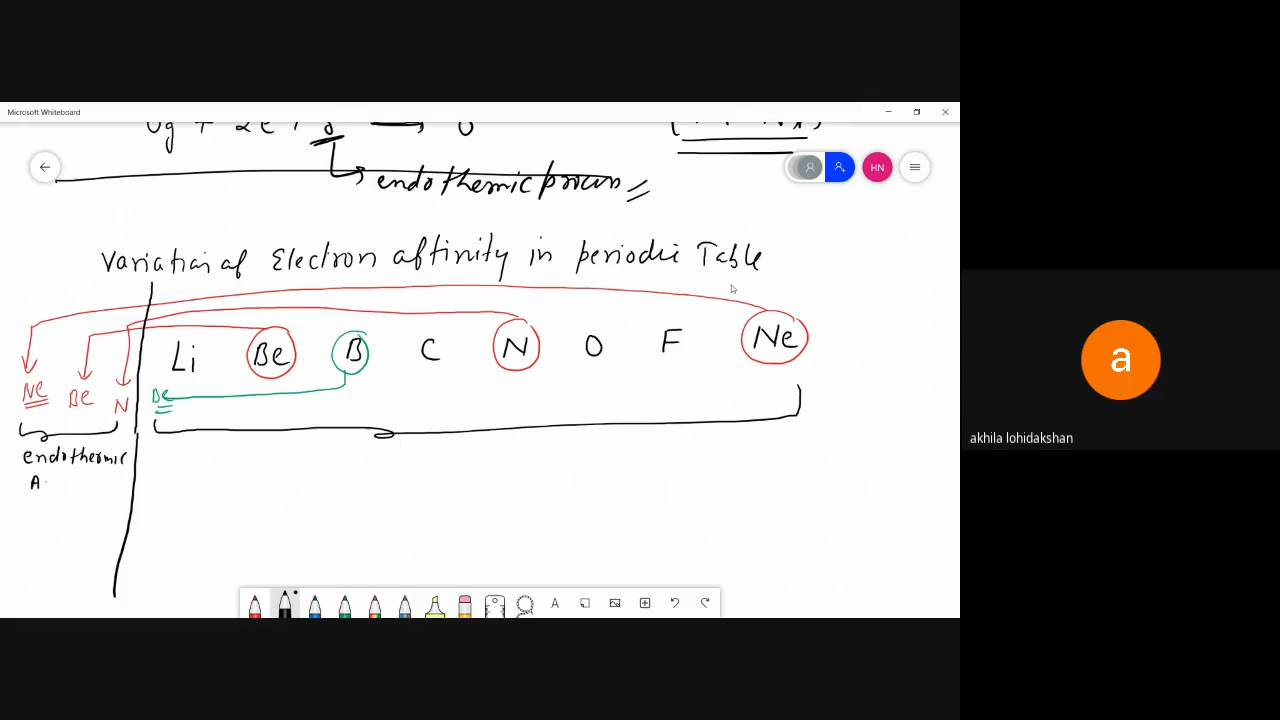 Microsoft Whiteboard
endothermic process
HN
Variation of Electron affinity in periodic Table
Li Be B C N O F Ne
Ne Be N Be
endothermic
A
a
akhila lohidakshan